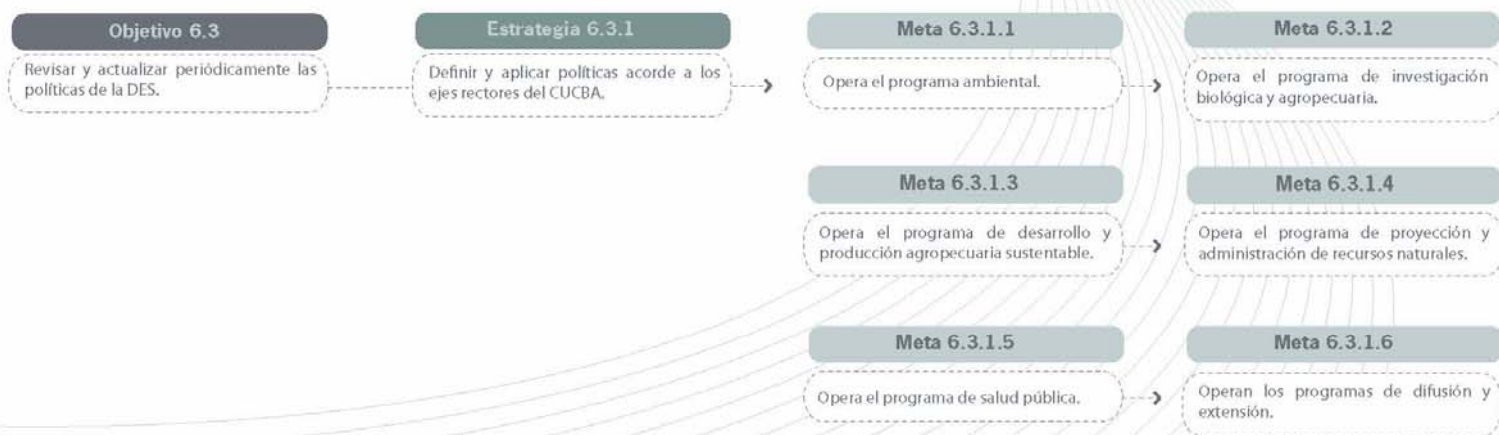 Objetivo 6.3
Revisar y actualizar periódicamente las
políticas de la DES.
Estrategia 6.3.1
Definir y aplicar políticas acorde a los
ejes rectores del CUCBA.
Meta 6.3.1.1
Opera el programa ambiental.
Meta 6.3.1.2
Opera el programa de investigación
biológica y agropecuaria.
Meta 6.3.1.3
Opera el programa de desarrollo y
producción agropecuaria sustentable.
Meta 6.3.1.4
Opera el programa de proyección y
administración de recursos naturales.
Meta 6.3.1.5
Opera el programa de salud pública.
Meta 6.3.1.6
Operan los programas de difusión y
extensión.